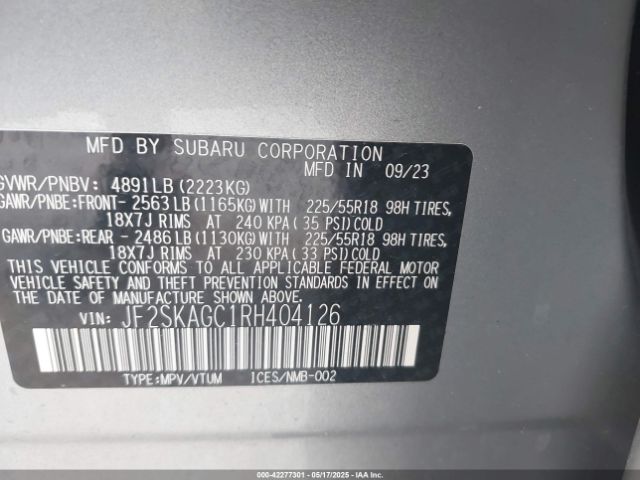 MFD BY SUBARU CORPORATION
MFD IN 09/23
GVWR/PNBV: 4891LB(2223KG)
GAWR/PNBE:FRONT- 2563LB(1165KG)WITH 225/55R18 98H TIRES,
18X7J RIMS AT 240 KPA(35 PSI)COLD
GAWR/PNBE:REAR - 2486LB(1130KG)WITH 225/55R18 98H TIRES,
18X7J RIMS AT 230 KPA(33 PSI)COLD
THIS VEHICLE CONFORMS TO ALL APPLICABLE FEDERAL MOTOR
VEHICLE SAFETY AND THEFT PREVENTION STANDARDS IN
EFFECT ON THE DATE OF MANUFACTURE SHOWN ABOVE.
VIN: JF2SKAGC1RH404126
TYPE:MPV/VTUM ICES/NMB-002
000-42277301 - 05/17/2025 - IAAI.COM